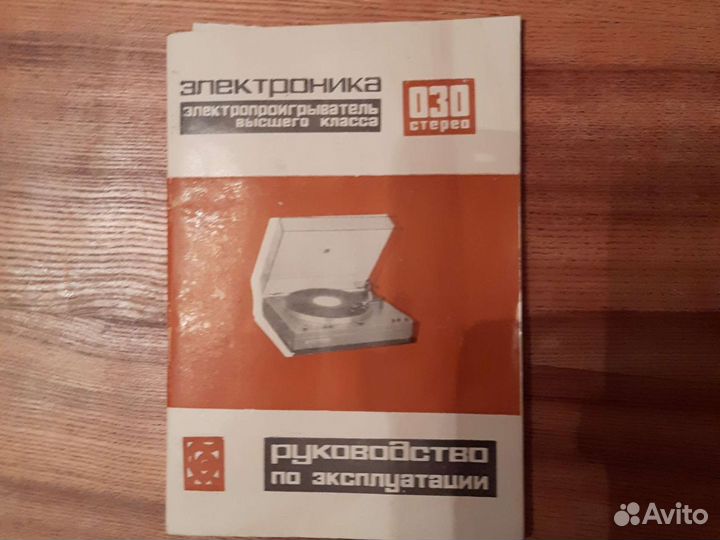 электроника
электропроигрыватель
высшего класса
030
стерео
руководство
по эксплуатации
Avito